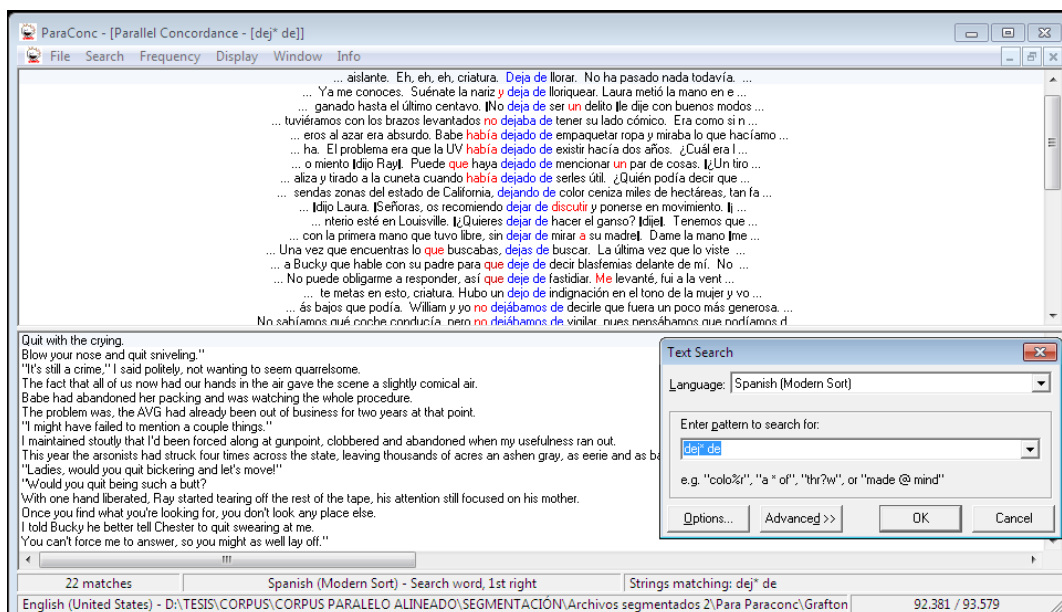 ParaConc - [Parallel Concordance - [dej* de]]
File Search Frequency Display Window Info
... aislante. Eh, eh, eh, criatura. Deja de llorar. No ha pasado nada todavía. ...
... Ya me conoces. Suénate la nariz y deja de lloriquear. Laura metió la mano en e ...
... ganado hasta el último centavo. |No deja de ser un delito |le dije con buenos modos ...
... tuviéramos con los brazos levantados no dejaba de tener su lado cómico. Era como si n ...
... eros al azar era absurdo. Babe había dejado de empaquetar ropa y miraba lo que hacíamo ...
... ha. El problema era que la UV había dejado de existir hacía dos años. ¿Cuál era l ...
... o miento |dijo Ray|. Puede que haya dejado de mencionar un par de cosas. |¿Un tiro ...
... aliza y tirado a la cuneta cuando había dejado de serles útil. ¿Quién podía decir que ...
... sendas zonas del estado de California, dejando de color ceniza miles de hectáreas, tan fa ...
... |dijo Laura. |Señoras, os recomiendo dejar de discutir y ponerse en movimiento. |¡ ...
... nterio esté en Louisville. |¿Quieres dejar de hacer el ganso? |dije|. Tenemos que ...
... con la primera mano que tuvo libre, sin dejar de mirar a su madre|. Dame la mano |me ...
... Una vez que encuentras lo que buscabas, dejas de buscar. La última vez que lo viste ...
... a Bucky que hable con su padre para que deje de decir blasfemias delante de mí. No ...
... No puede obligarme a responder, así que deje de fastidiar. Me levanté, fui a la vent ...
... te metas en esto, criatura. Hubo un dejo de indignación en el tono de la mujer y vo ...
... ás bajos que podía. William y yo no dejábamos de decirle que fuera un poco más generosa. ...
No sabíamos qué coche conducía, pero no dejábamos de vigilar, pues pensábamos que podíamos d
Quit with the crying.
Blow your nose and quit sniveling."
"It's still a crime," I said politely, not wanting to seem quarrelsome.
The fact that all of us now had our hands in the air gave the scene a slightly comical air.
Babe had abandoned her packing and was watching the whole procedure.
The problem was, the AVG had already been out of business for two years at that point.
"I might have failed to mention a couple things."
I maintained stoutly that I'd been forced along at gunpoint, clobbered and abandoned when my usefulness ran out.
This year the arsonists had struck four times across the state, leaving thousands of acres an ashen gray, as eerie and as ba
"Ladies, would you quit bickering and let's move!"
"Would you quit being such a butt?
With one hand liberated, Ray started tearing off the rest of the tape, his attention still focused on his mother.
Once you find what you're looking for, you don't look any place else.
I told Bucky he better tell Chester to quit swearing at me.
You can't force me to answer, so you might as well lay off."
Text Search
Language: Spanish (Modern Sort)
Enter pattern to search for:
dej* de
e.g. "colo%r", "a * of", "thr?w", or "made @ mind"
Options... Advanced >> OK Cancel
22 matches Spanish (Modern Sort) - Search word, 1st right Strings matching: dej* de
English (United States) - D:\TESIS\CORPUS\CORPUS PARALELO ALINEADO\SEGMENTACIÓN\Archivos segmentados 2\Para Paraconc\Grafton 92.381 / 93.579